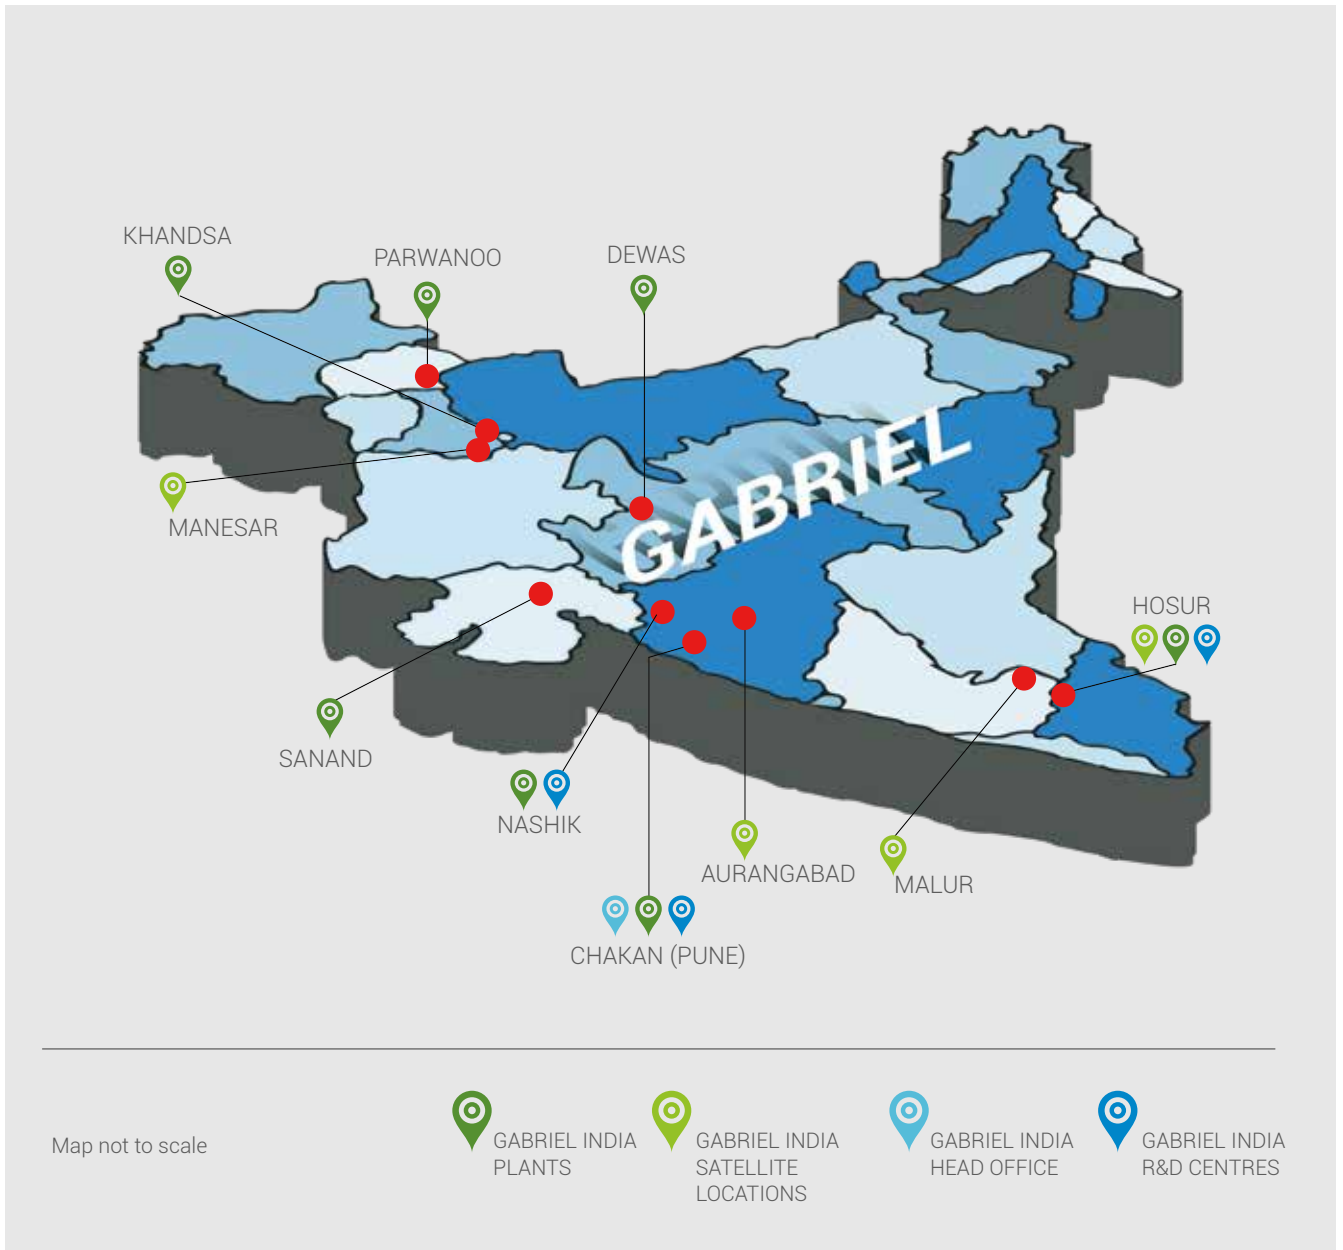 KHANDSA
PARWANOO
DEWAS
GABRIEL
MANESAR
HOSUR
SANAND
NASHIK
AURANGABAD
MALUR
CHAKAN (PUNE)
Map not to scale
GABRIEL INDIA
PLANTS
GABRIEL INDIA
SATELLITE
LOCATIONS
GABRIEL INDIA
HEAD OFFICE
GABRIEL INDIA
R&D CENTRES